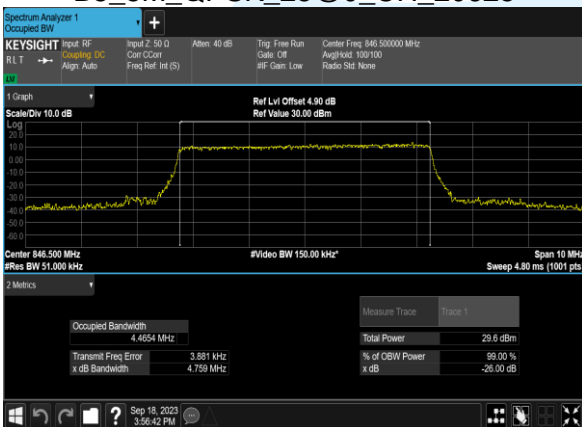 Spectrum Analyzer 1
Occupied BW
+
KEYSIGHT Input: RF Input Z: 50 Ω Atten: 40 dB Trig: Free Run Center Freq: 846.500000 MHz
RLT Coupling: DC Corr CCorr Gate: Off Avg|Hold: 100/100
Align: Auto Freq Ref: Int (S) #IF Gain: Low Radio Std: None
LW
1 Graph
Ref Lvl Offset 4.90 dB
Scale/Div 10.0 dB Ref Value 30.00 dBm
Log
20.0
10.0
0.00
-10.0
-20.0
-30.0
-40.0
-50.0
-60.0
Center 846.500 MHz #Video BW 150.00 kHz* Span 10 MHz
#Res BW 51.000 kHz Sweep 4.80 ms (1001 pts
2 Metrics
Measure Trace Trace 1
Occupied Bandwidth
4.4654 MHz Total Power 29.6 dBm
Transmit Freq Error 3.881 kHz % of OBW Power 99.00 %
x dB Bandwidth 4.759 MHz x dB -26.00 dB
? Sep 18, 2023
3:56:42 PM